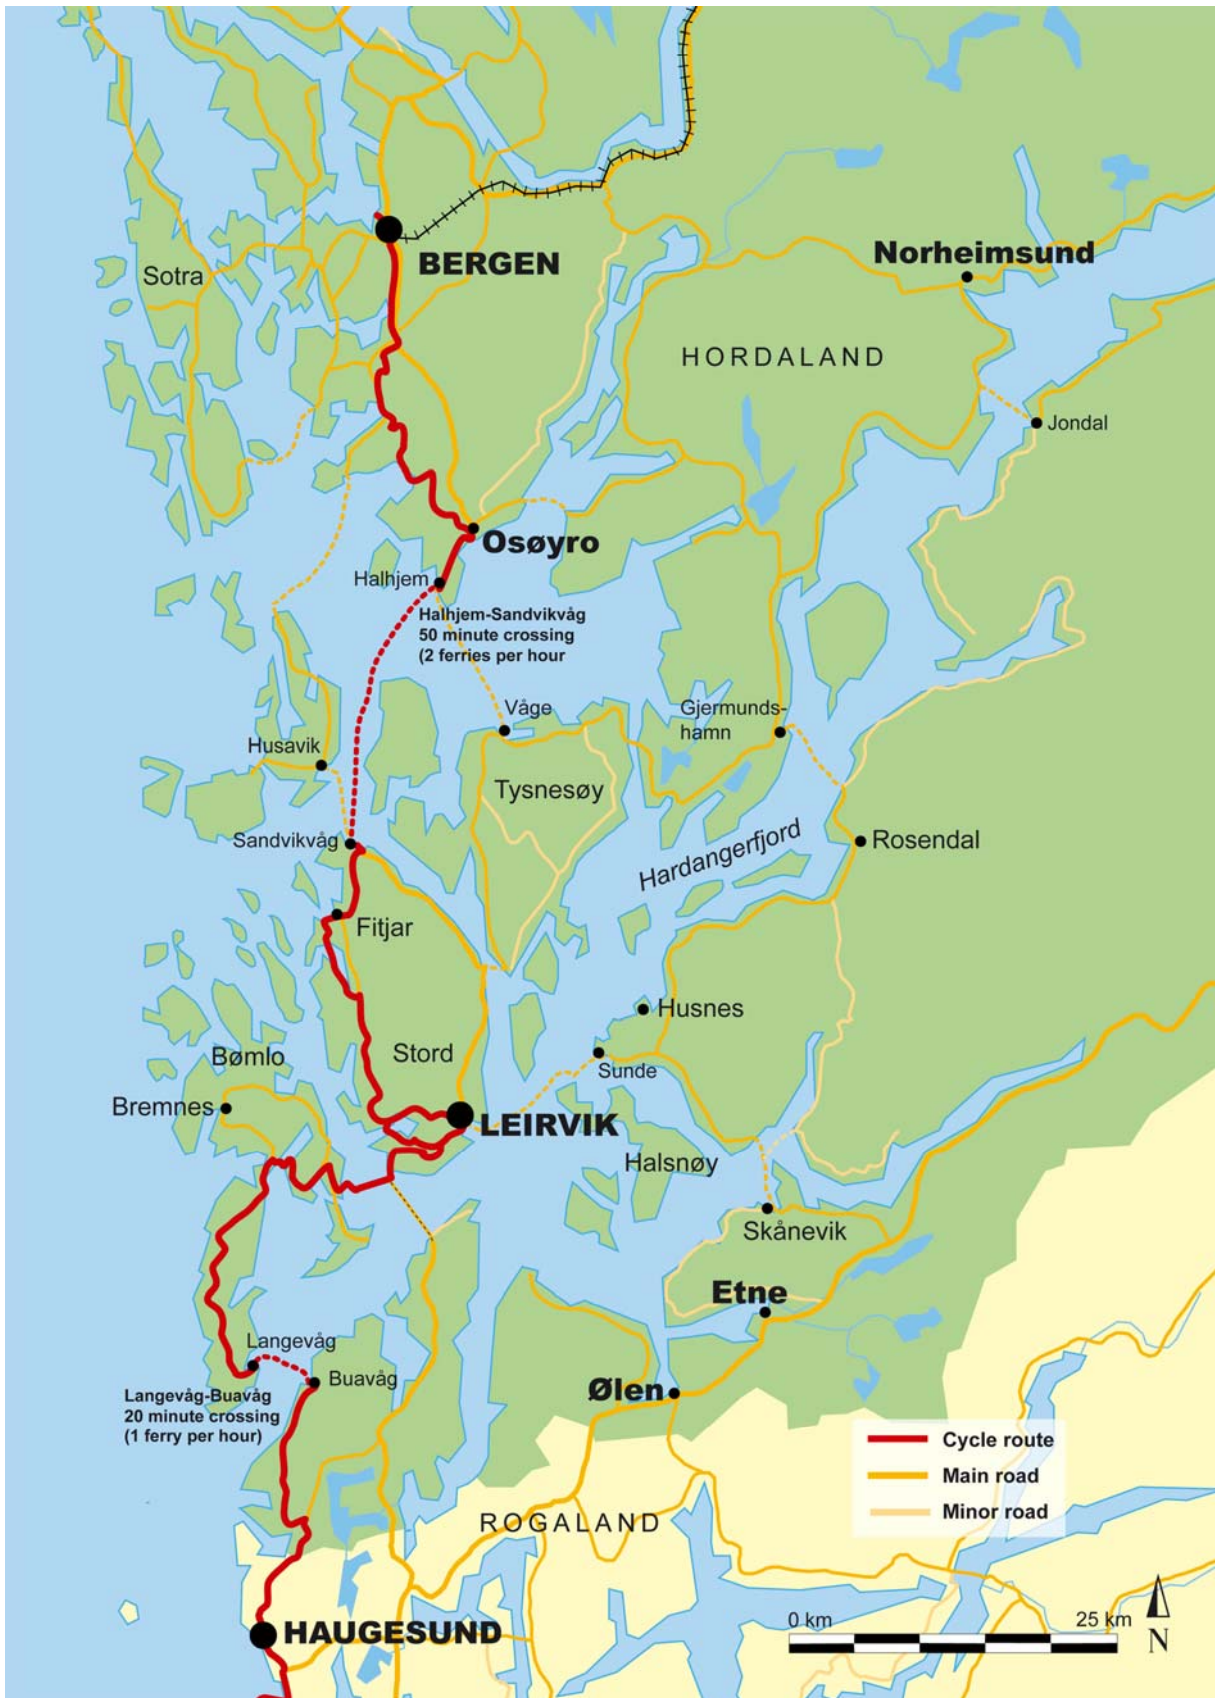 BERGEN
Norheimsund
Sotra
HORDALAND
Jondal
Osøyro
Halhjem
Halhjem-Sandvikvåg
50 minute crossing
(2 ferries per hour
Våge
Gjermunds-
hamn
Husavik
Tysnesøy
Sandvikvåg
Hardangerfjord
Rosendal
Fitjar
Husnes
Stord
Bømlo
Sunde
Bremnes
LEIRVIK
Halsnøy
Skånevik
Etne
Langevåg
Buavåg
Ølen
Langevåg-Buavåg
20 minute crossing
(1 ferry per hour)
Cycle route
Main road
Minor road
ROGALAND
0 km
25 km
N
HAUGESUND